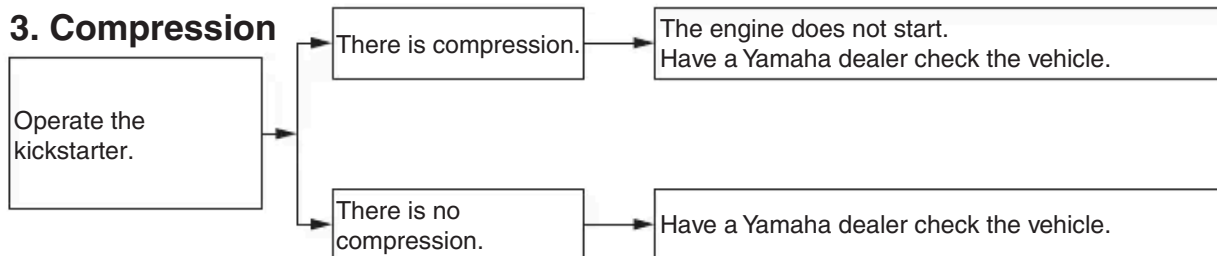 3. Compression
Operate the
kickstarter.
There is compression.
The engine does not start.
Have a Yamaha dealer check the vehicle.
There is no
compression.
Have a Yamaha dealer check the vehicle.